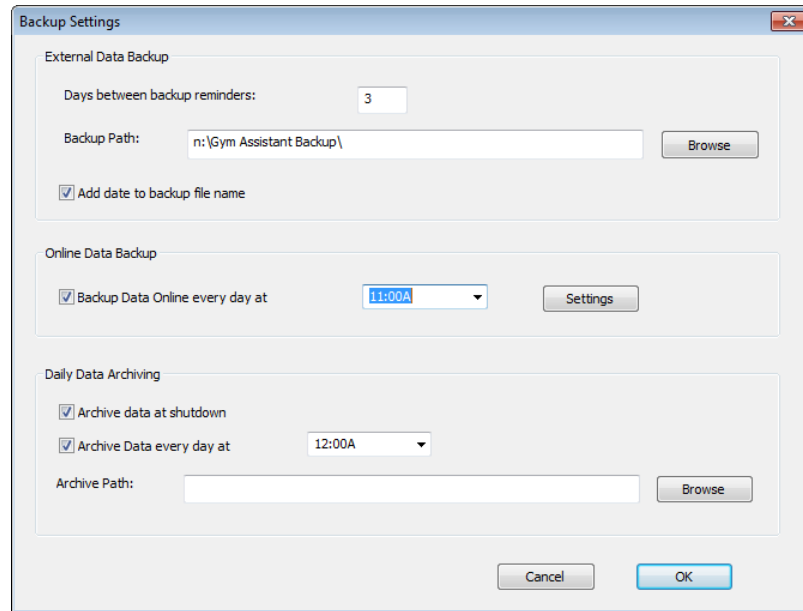 Backup Settings
External Data Backup
Days between backup reminders: 3
Backup Path: n:\Gym Assistant Backup\ Browse
Add date to backup file name
Online Data Backup
Backup Data Online every day at 11:00A Settings
Daily Data Archiving
Archive data at shutdown
Archive Data every day at 12:00A
Archive Path: Browse
Cancel OK